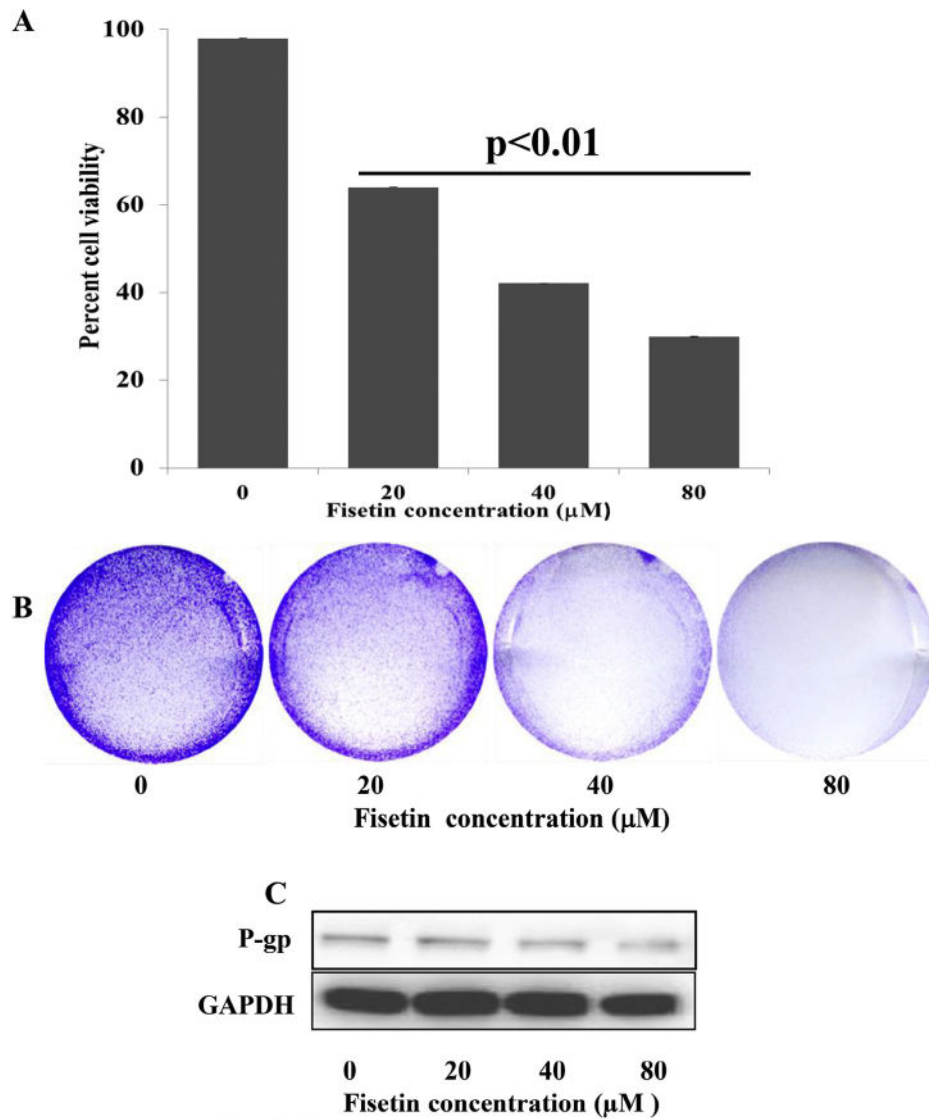 A
100
80
60
40
20
0
Percent cell viability
p<0.01
0 20 40 80
Fisetin concentration (μM)
B
0 20 40 80
Fisetin concentration (μM)
C
P-gp
GAPDH
0 20 40 80
Fisetin concentration (μM )